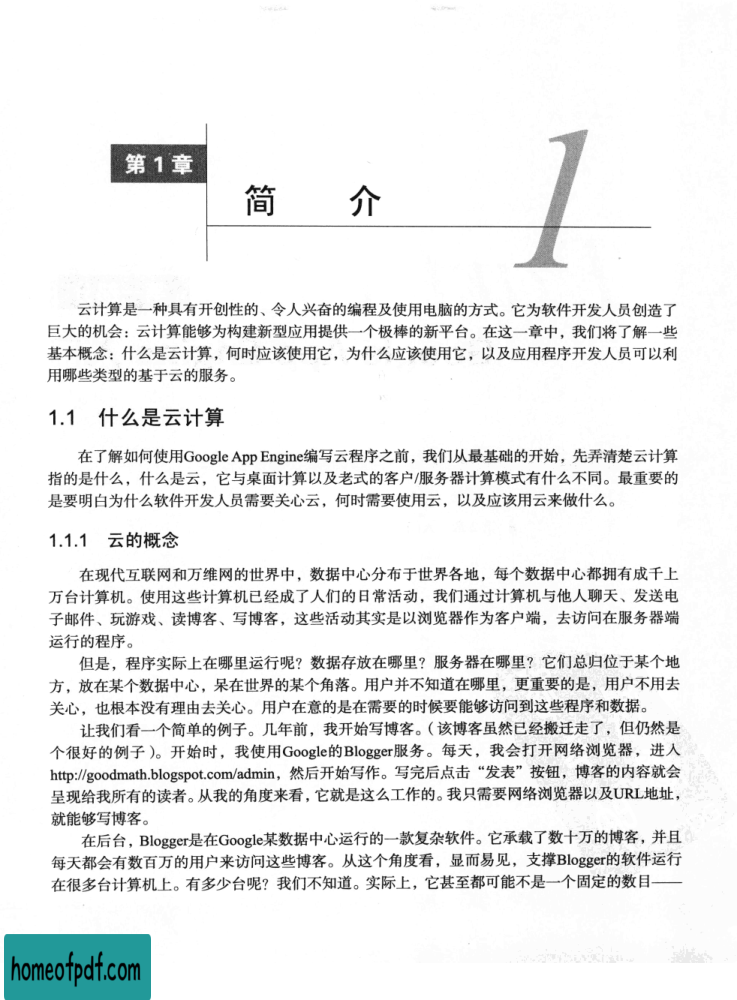 第1章
简 介
1
云计算是一种具有开创性的、令人兴奋的编程及使用电脑的方式。它为软件开发人员创造了
巨大的机会：云计算能够为构建新型应用提供一个极棒的新平台。在这一章中，我们将了解一些
基本概念：什么是云计算，何时应该使用它，为什么应该使用它，以及应用程序开发人员可以利
用哪些类型的基于云的服务。
1.1 什么是云计算
在了解如何使用Google App Engine编写云程序之前，我们从最基础的开始，先弄清楚云计算
指的是什么，什么是云，它与桌面计算以及老式的客户/服务器计算模式有什么不同。最重要的
是要明白为什么软件开发人员需要关心云，何时需要使用云，以及应该用云来做什么。
1.1.1 云的概念
在现代互联网和万维网的世界中，数据中心分布于世界各地，每个数据中心都拥有成千上
万台计算机。使用这些计算机已经成了人们的日常活动，我们通过计算机与他人聊天、发送电
子邮件、玩游戏、读博客、写博客，这些活动其实是以浏览器作为客户端，去访问在服务器端
运行的程序。
但是，程序实际上在哪里运行呢？数据存放在哪里？服务器在哪里？它们总归位于某个地
方，放在某个数据中心，呆在世界的某个角落。用户并不知道在哪里，更重要的是，用户不用去
关心，也根本没有理由去关心。用户在意的是在需要的时候要能够访问到这些程序和数据。
让我们看一个简单的例子。几年前，我开始写博客。（该博客虽然已经搬迁走了，但仍然是
个很好的例子）。开始时，我使用Google的Blogger服务。每天，我会打开网络浏览器，进入
http://goodmath.blogspot.com/admin，然后开始写作。写完后点击“发表”按钮，博客的内容就会
呈现给我所有的读者。从我的角度来看，它就是这么工作的。我只需要网络浏览器以及URL地址，
就能够写博客。
在后台，Blogger是在Google某数据中心运行的一款复杂软件。它承载了数十万的博客，并且
每天都会有数百万的用户来访问这些博客。从这个角度看，显而易见，支撑Blogger的软件运行
在很多台计算机上。有多少台呢？我们不知道。实际上，它甚至都可能不是一个固定的数目——
homeofpdf.com